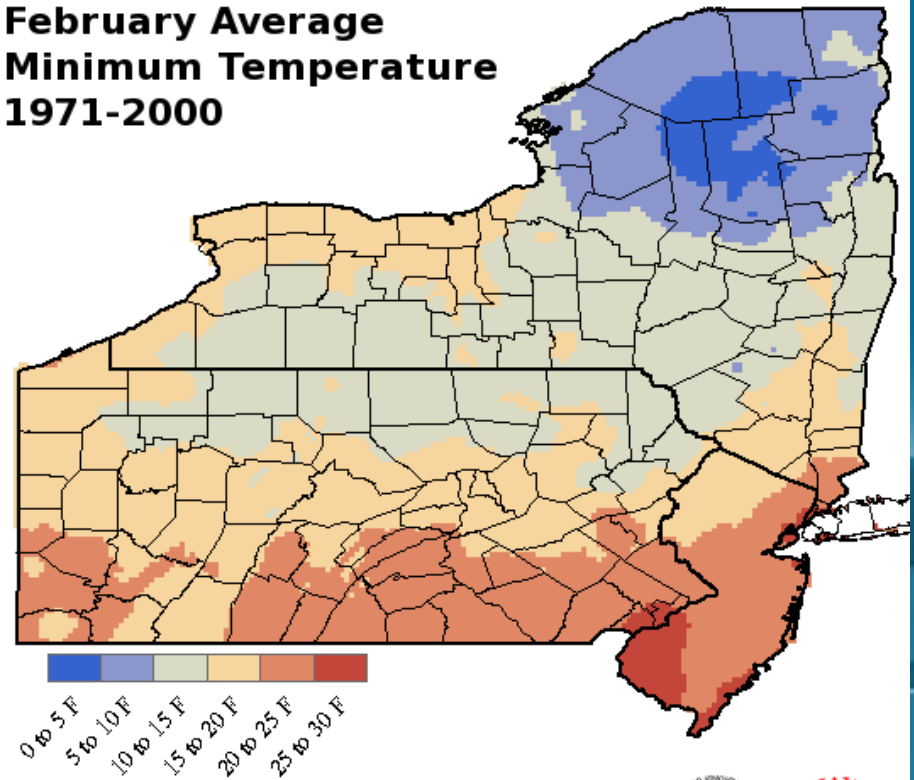 February Average
Minimum Temperature
1971-2000
0 to 5 F
5 to 10 F
10 to 15 F
15 to 20 F
20 to 25 F
25 to 30 F